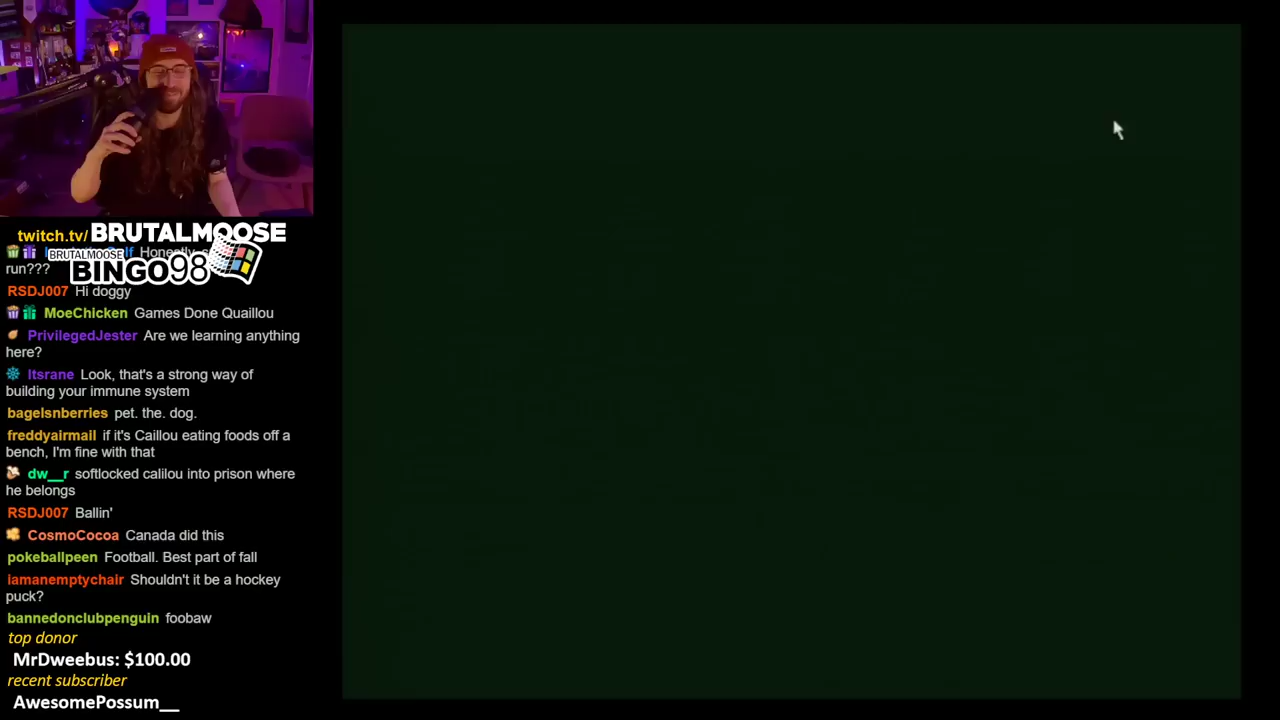 twitch.tv/BRUTALMOOSE
BRUTALMOOSE
BINGO98
run???
RSDJ007 Hi doggy
MoeChicken Games Done Quaillou
PrivilegedJester Are we learning anything
here?
Itsrane Look, that's a strong way of
building your immune system
bagelsnberries pet. the. dog.
freddyairmail if it's Caillou eating foods off a
bench, I'm fine with that
dw__r softlocked calilou into prison where
he belongs
RSDJ007 Ballin'
CosmoCocoa Canada did this
pokeballpeen Football. Best part of fall
iamanemptychair Shouldn't it be a hockey
puck?
bannedonclubpenguin foobaw
top donor
MrDweebus: $100.00
recent subscriber
AwesomePossum__